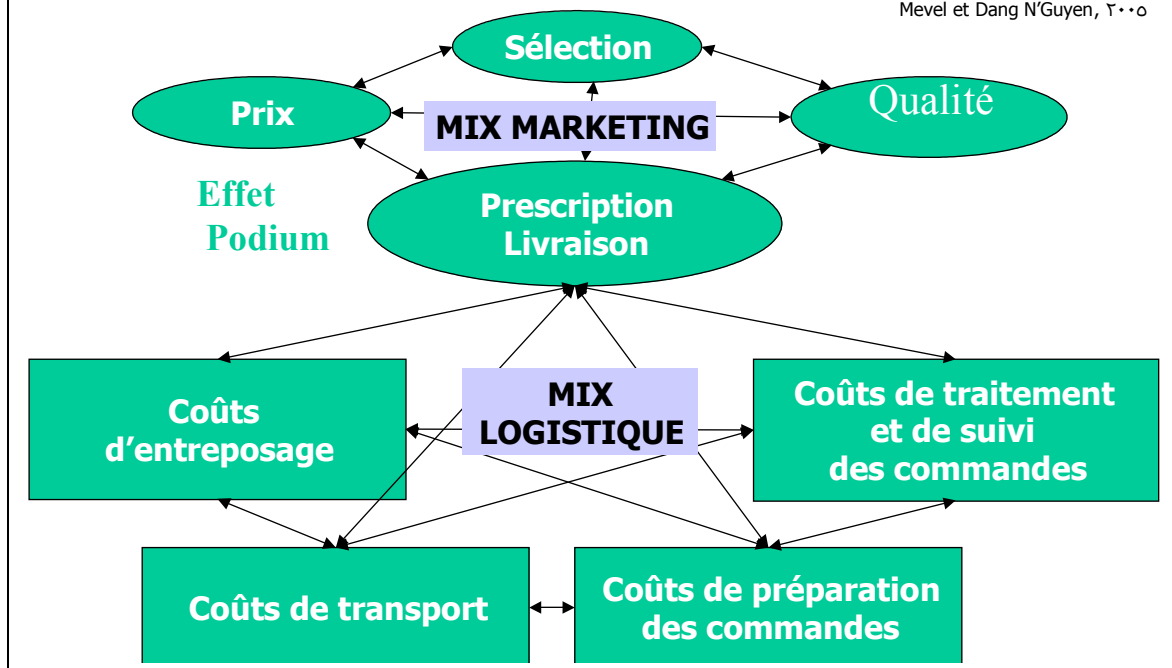 Mevel et Dang N'Guyen, ٢٠٠٥
Sélection
Prix
Qualité
MIX MARKETING
Effet
Podium
Prescription
Livraison
Coûts
d'entreposage
MIX
LOGISTIQUE
Coûts de traitement
et de suivi
des commandes
Coûts de transport
Coûts de préparation
des commandes